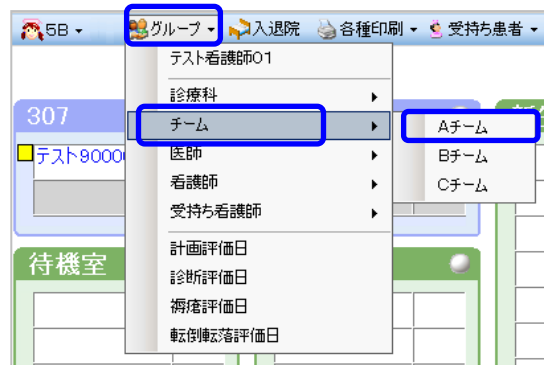 5B グループ 入退院 各種印刷 受持ち患者
テスト看護師01
診療科
チーム
医師
看護師
受持ち看護師
計画評価日
診断評価日
褥瘡評価日
転倒転落評価日
Aチーム
Bチーム
Cチーム
307
テスト9000
待機室